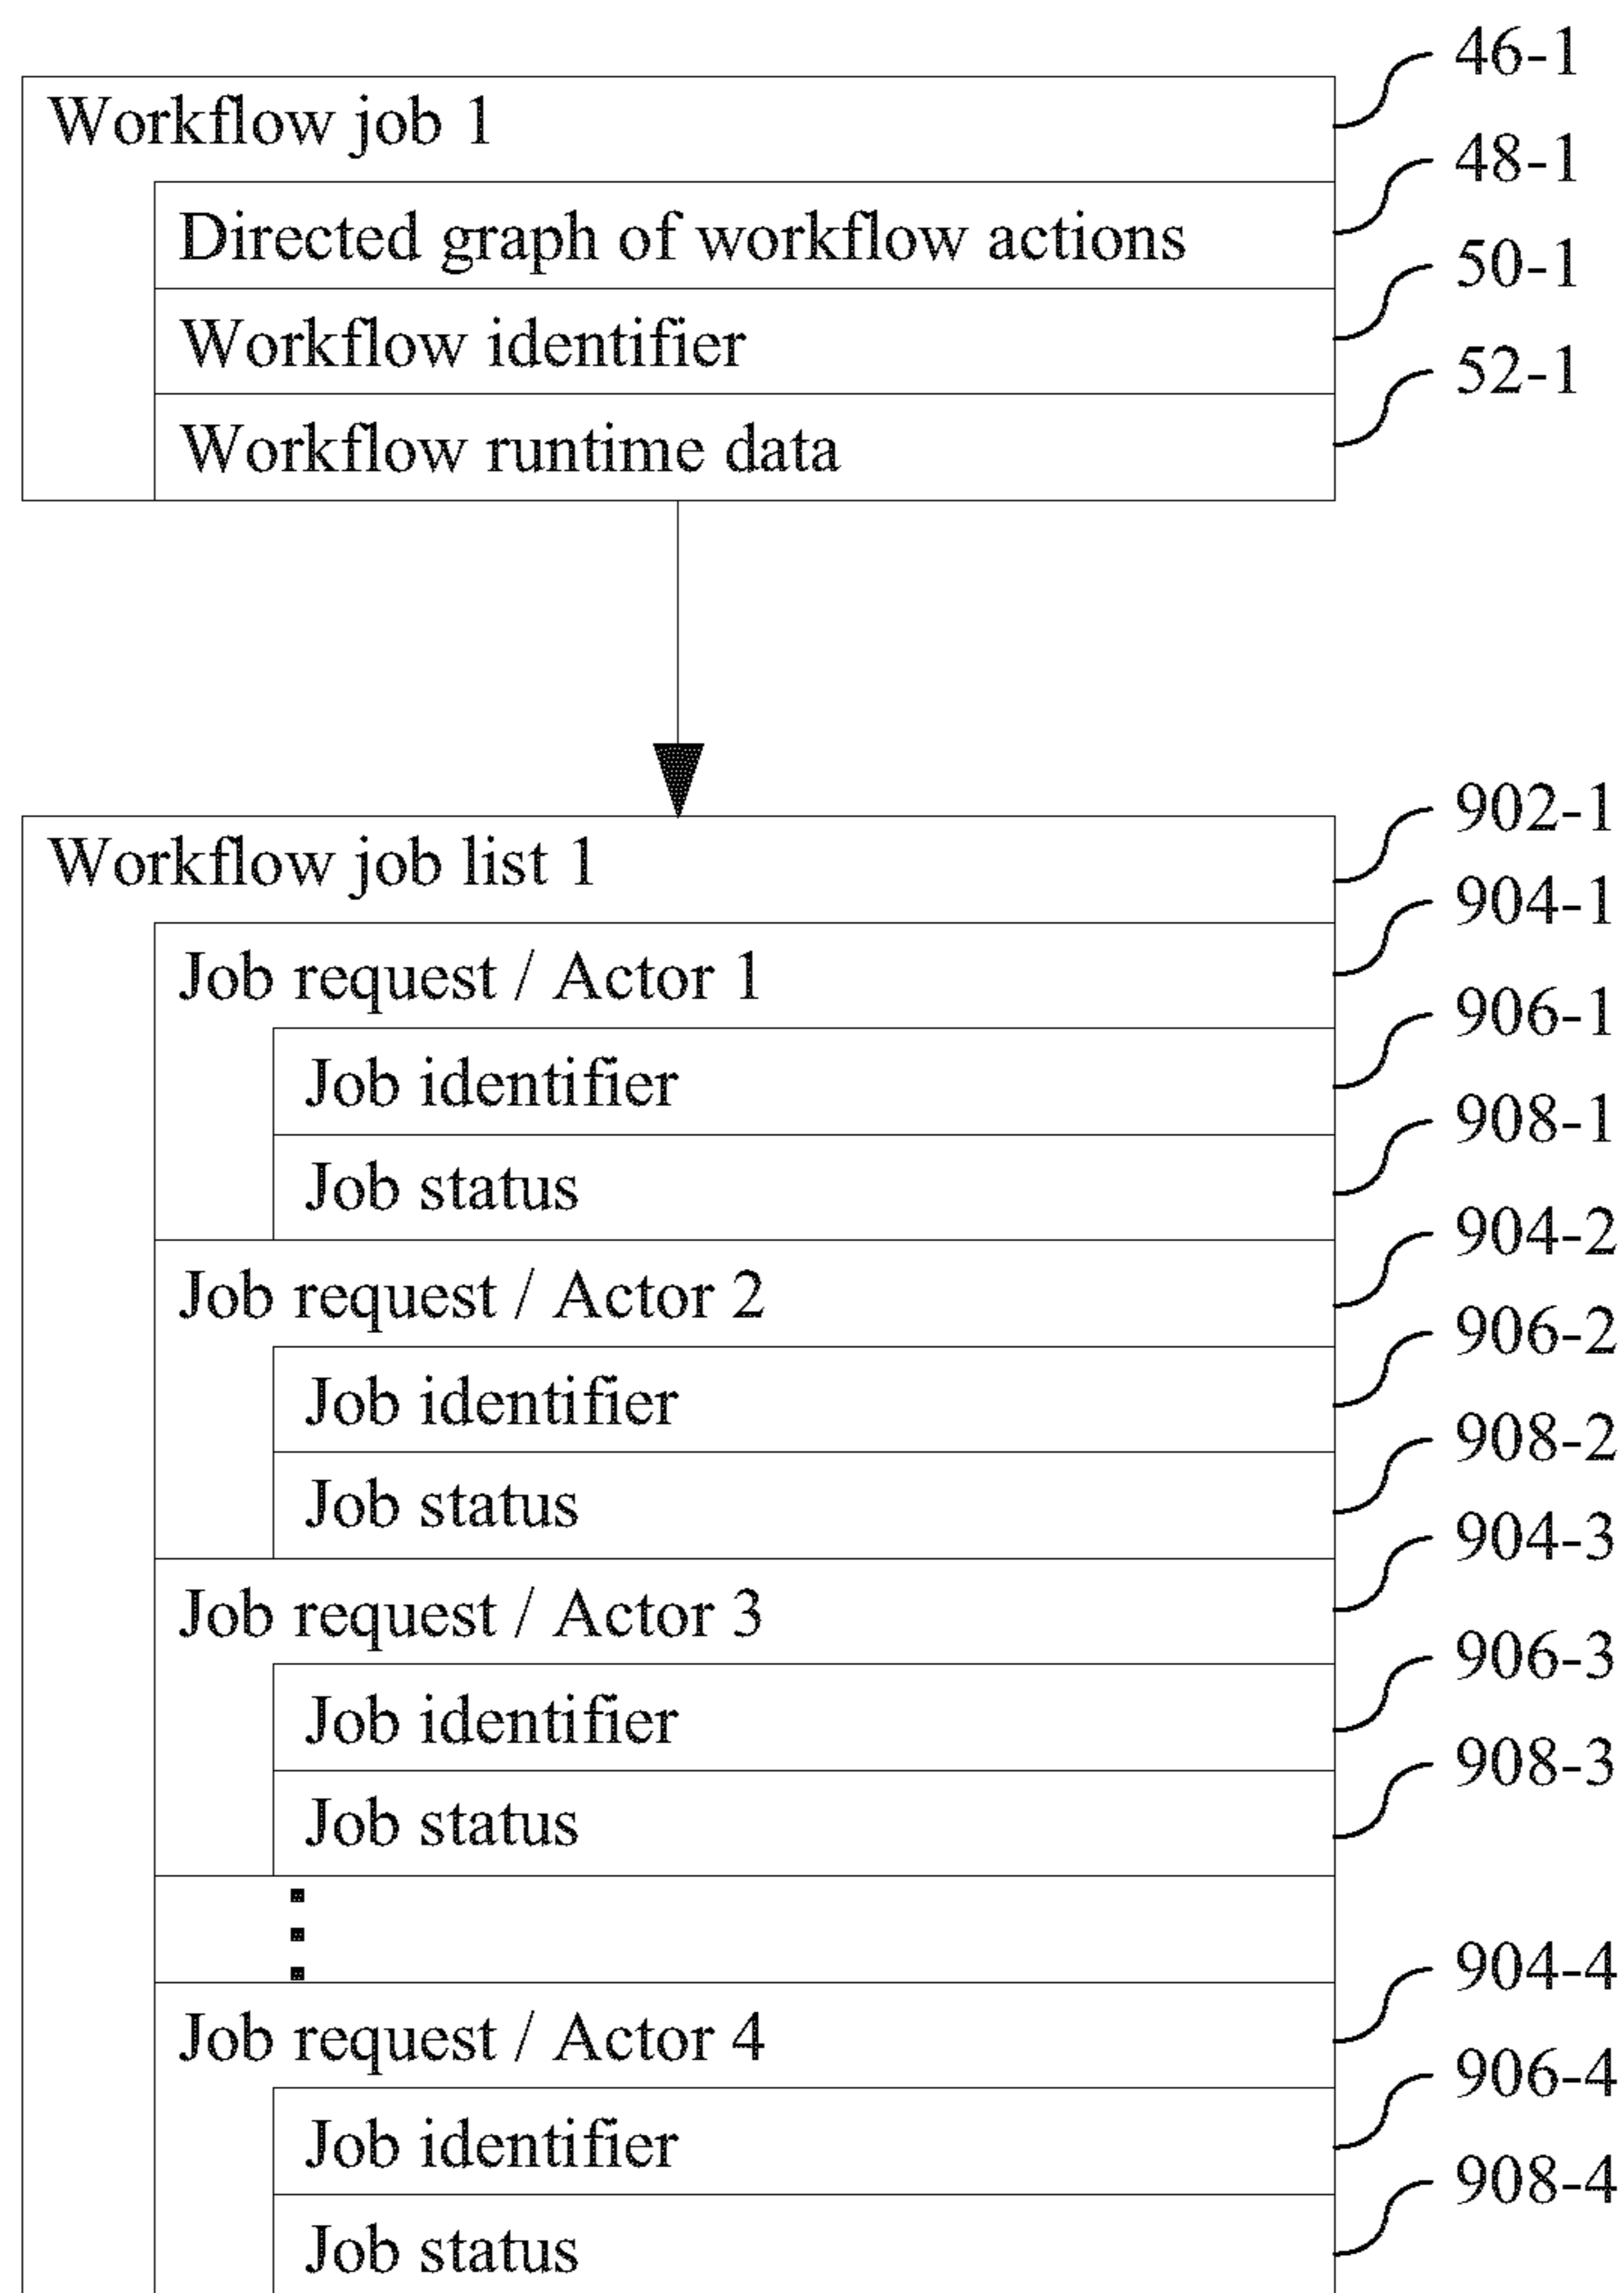 46-1
Workflow job 1
48-1
Directed graph of workflow actions
50-1
Workflow identifier
52-1
Workflow runtime data
902-1
Workflow job list 1
904-1
Job request / Actor 1
906-1
Job identifier
908-1
Job status
904-2
Job request / Actor 2
906-2
Job identifier
908-2
Job status
904-3
Job request / Actor 3
906-3
Job identifier
908-3
Job status
904-4
Job request / Actor 4
906-4
Job identifier
908-4
Job status